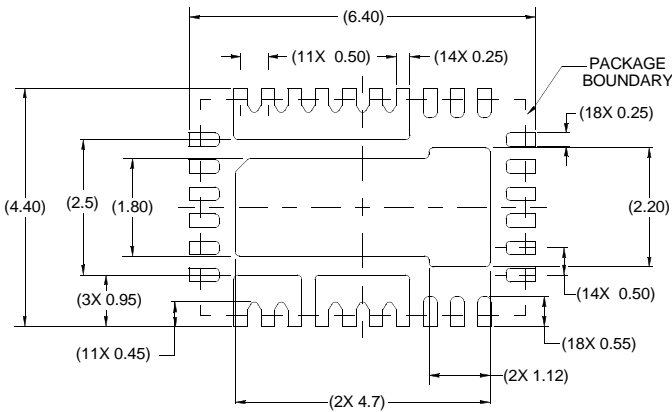 (6.40)
(11X 0.50)
(14X 0.25)
PACKAGE
BOUNDARY
(18X 0.25)
(4.40)
(2.5)
(1.80)
(2.20)
(3X 0.95)
(14X 0.50)
(11X 0.45)
(18X 0.55)
(2X 1.12)
(2X 4.7)